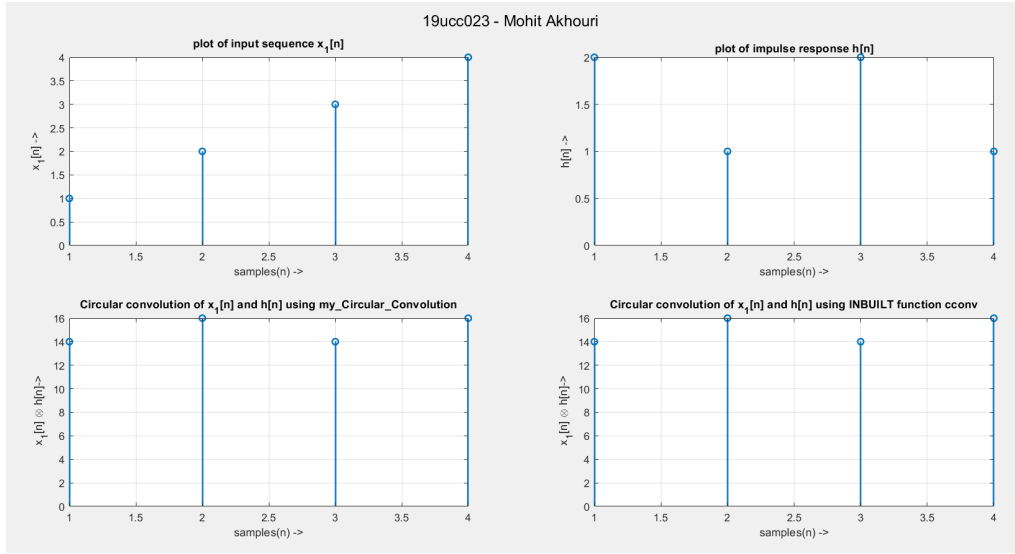 19ucc023 - Mohit Akhouri
plot of input sequence x1[n]
4
3.5
3
2.5
2
1.5
1
0.5
0
x1[n] ->
1 1.5 2 2.5 3 3.5 4
samples(n) ->
plot of impulse response h[n]
2
1.5
1
0.5
0
h[n] ->
1 1.5 2 2.5 3 3.5 4
samples(n) ->
Circular convolution of x1[n] and h[n] using my_Circular_Convolution
16
14
12
10
8
6
4
2
0
x1[n] ⊗ h[n]->
1 1.5 2 2.5 3 3.5 4
samples(n) ->
Circular convolution of x1[n] and h[n] using INBUILT function cconv
16
14
12
10
8
6
4
2
0
x1[n] ⊗ h[n]->
1 1.5 2 2.5 3 3.5 4
samples(n) ->